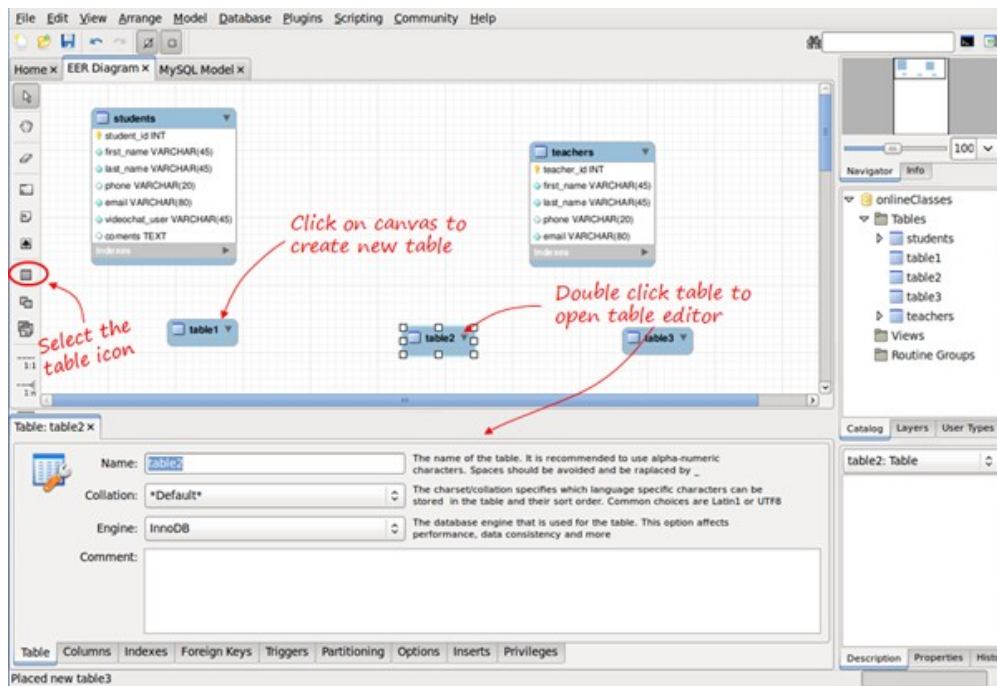 File Edit View Arrange Model Database Plugins Scripting Community Help
Home × EER Diagram × MySQL Model ×
students
student_id INT
first_name VARCHAR(45)
last_name VARCHAR(45)
phone VARCHAR(20)
email VARCHAR(80)
videochat_user VARCHAR(45)
coments TEXT
Indexes
teachers
teacher_id INT
first_name VARCHAR(45)
last_name VARCHAR(45)
phone VARCHAR(20)
email VARCHAR(80)
Indexes
Click on canvas to
create new table
Double click table to
open table editor
Select the
table icon
table1
table2
table3
1:1
100
Navigator Info
onlineClasses
Tables
students
table1
table2
table3
teachers
Views
Routine Groups
Catalog Layers User Types
Table: table2 ×
Name: table2
The name of the table. It is recommended to use alpha-numeric
characters. Spaces should be avoided and be raplaced by _
Collation: *Default*
The charset/collation specifies which language specific characters can be
stored in the table and their sort order. Common choices are Latin1 or UTF8
Engine: InnoDB
The database engine that is used for the table. This option affects
performance, data consistency and more
Comment:
Table Columns Indexes Foreign Keys Triggers Partitioning Options Inserts Privileges
table2: Table
Description Properties Histo
Placed new table3